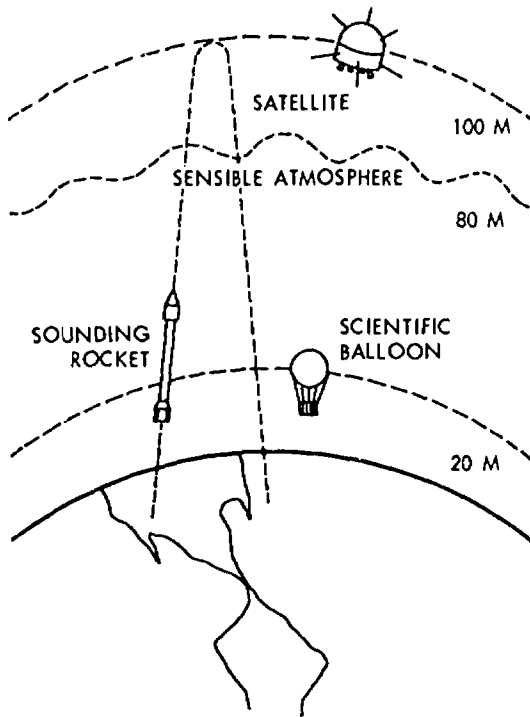 SATELLITE
100 M
SENSIBLE ATMOSPHERE
80 M
SOUNDING
ROCKET
SCIENTIFIC
BALLOON
20 M